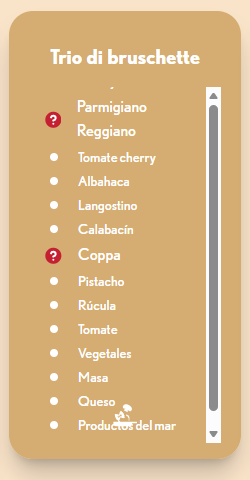 Trio di bruschette
Parmigiano
?
Reggiano
Tomate cherry
Albahaca
Langostino
Calabacín
? Coppa
Pistacho
Rúcula
Tomate
Vegetales
Masa
Queso
Productos del mar